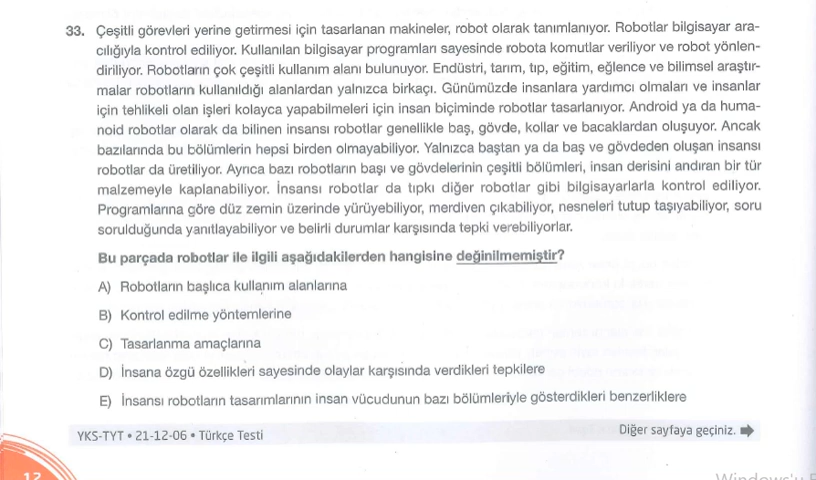 33. Çeşitli görevleri yerine getirmesi için tasarlanan makineler, robot olarak tanımlanıyor. Robotlar bilgisayar ara-
cılığıyla kontrol ediliyor. Kullanılan bilgisayar programları sayesinde robota komutlar veriliyor ve robot yönlen-
diriliyor. Robotların çok çeşitli kullanım alanı bulunuyor. Endüstri, tarım, tıp, eğitim, eğlence ve bilimsel araştır-
malar robotların kullanıldığı alanlardan yalnızca birkaçı. Günümüzde insanlara yardımcı olmaları ve insanlar
için tehlikeli olan işleri kolayca yapabilmeleri için insan biçiminde robotlar tasarlanıyor. Android ya da huma-
noid robotlar olarak da bilinen insansı robotlar genellikle baş, gövde, kollar ve bacaklardan oluşuyor. Ancak
bazılarında bu bölümlerin hepsi birden olmayabiliyor. Yalnızca baştan ya da baş ve gövdeden oluşan insansı
robotlar da üretiliyor. Ayrıca bazı robotların başı ve gövdelerinin çeşitli bölümleri, insan derisini andıran bir tür
malzemeyle kaplanabiliyor. İnsansı robotlar da tıpkı diğer robotlar gibi bilgisayarlarla kontrol ediliyor.
Programlarına göre düz zemin üzerinde yürüyebiliyor, merdiven çıkabiliyor, nesneleri tutup taşıyabiliyor, soru
sorulduğunda yanıtlayabiliyor ve belirli durumlar karşısında tepki verebiliyorlar.
Bu parçada robotlar ile ilgili aşağıdakilerden hangisine değinilmemiştir?
A) Robotların başlıca kullanım alanlarına
B) Kontrol edilme yöntemlerine
C) Tasarlanma amaçlarına
D) İnsana özgü özellikleri sayesinde olaylar karşısında verdikleri tepkilere
E) İnsansı robotların tasarımlarının insan vücudunun bazı bölümleriyle gösterdikleri benzerliklere
YKS-TYT • 21-12-06 • Türkçe Testi
Diğer sayfaya geçiniz.
12
Windows'u